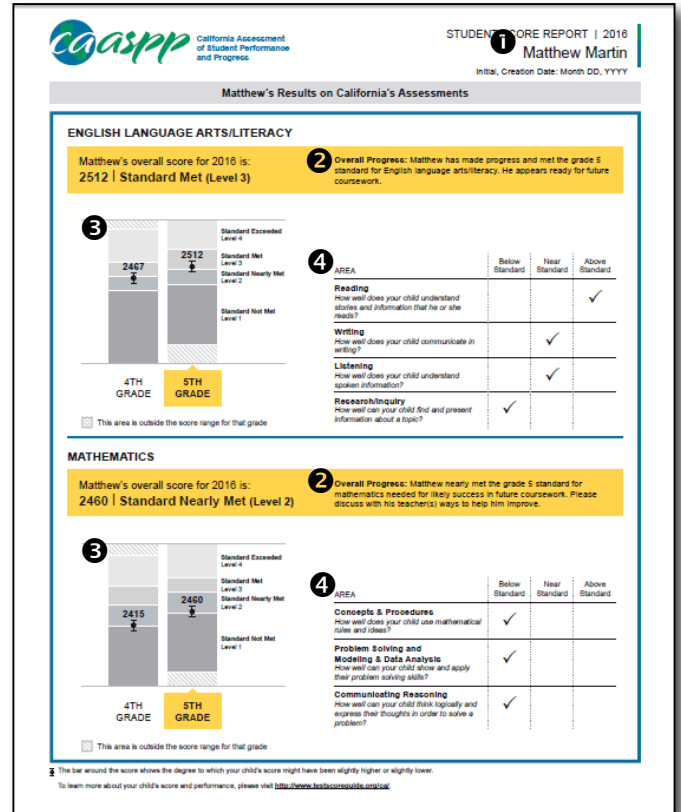 caaspp
California Assessment
of Student Performance
and Progress
STUDENT SCORE REPORT | 2016
1
Matthew Martin
Initial, Creation Date: Month DD, YYYY
Matthew's Results on California's Assessments
ENGLISH LANGUAGE ARTS/LITERACY
Matthew's overall score for 2016 is:
2512 | Standard Met (Level 3)
2
Overall Progress: Matthew has made progress and met the grade 5
standard for English language arts/literacy. He appears ready for future
coursework.
3
2467
2512
Standard Exceeded
Level 4
Standard Met
Level 3
Standard Nearly Met
Level 2
Standard Not Met
Level 1
4TH
GRADE
5TH
GRADE
This area is outside the score range for that grade
4
AREA
Below
Standard
Near
Standard
Above
Standard
Reading
How well does your child understand
stories and information that he or she
reads?
Writing
How well does your child communicate in
writing?
Listening
How well does your child understand
spoken information?
Research/Inquiry
How well can your child find and present
information about a topic?
MATHEMATICS
Matthew's overall score for 2016 is:
2460 | Standard Nearly Met (Level 2)
2
Overall Progress: Matthew nearly met the grade 5 standard for
mathematics needed for likely success in future coursework. Please
discuss with his teacher(s) ways to help him improve.
3
2415
2460
Standard Exceeded
Level 4
Standard Met
Level 3
Standard Nearly Met
Level 2
Standard Not Met
Level 1
4TH
GRADE
5TH
GRADE
This area is outside the score range for that grade
4
AREA
Below
Standard
Near
Standard
Above
Standard
Concepts & Procedures
How well does your child use mathematical
rules and ideas?
Problem Solving and
Modeling & Data Analysis
How well can your child show and apply
their problem solving skills?
Communicating Reasoning
How well can your child think logically and
express their thoughts in order to solve a
problem?
The bar around the score shows the degree to which your child's score might have been slightly higher or slightly lower.
To learn more about your child's score and performance, please visit http://www.testscoreguide.org/ca/.